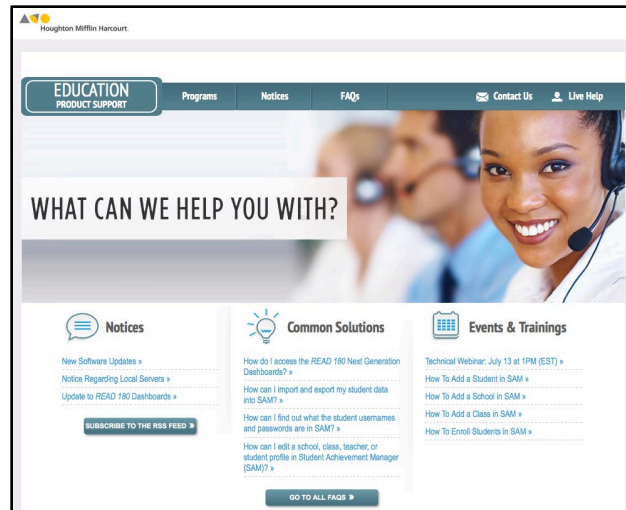 Houghton Mifflin Harcourt.
EDUCATION
PRODUCT SUPPORT
Programs
Notices
FAQs
Contact Us
Live Help
WHAT CAN WE HELP YOU WITH?
Notices
New Software Updates »
Notice Regarding Local Servers »
Update to READ 180 Dashboards »
SUBSCRIBE TO THE RSS FEED »
Common Solutions
How do I access the READ 180 Next Generation
Dashboards? »
How can I import and export my student data
into SAM? »
How can I find out what the student usernames
and passwords are in SAM? »
How can I edit a school, class, teacher, or
student profile in Student Achievement Manager
(SAM)? »
GO TO ALL FAQS »
Events & Trainings
Technical Webinar: July 13 at 1PM (EST) »
How To Add a Student in SAM »
How To Add a School in SAM »
How To Add a Class in SAM »
How To Enroll Students in SAM »